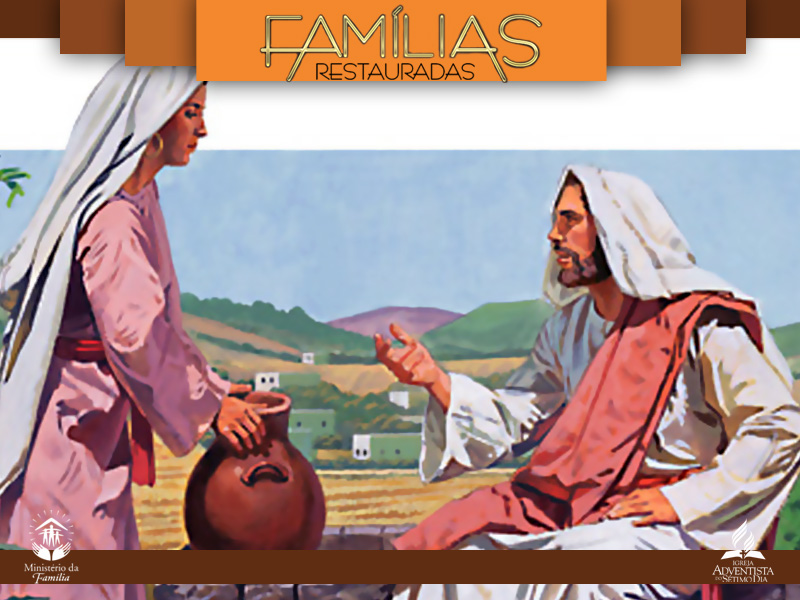 FAMÍLIAS
RESTAURADAS
Ministério da
Família
IGREJA
ADVENTISTA
DO SÉTIMO DIA